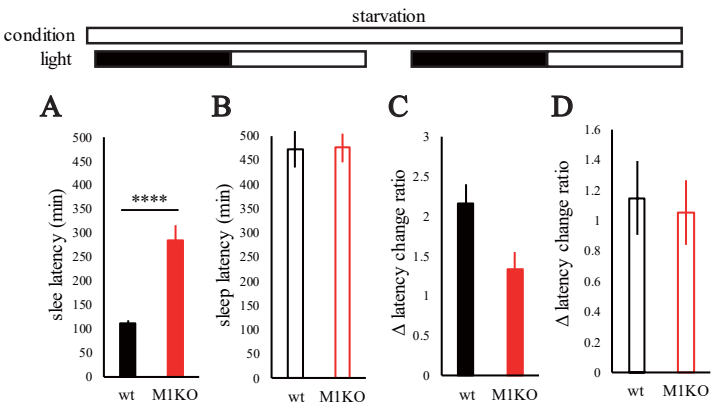 starvation
condition
light
A
B
C
D
slee latency (min)
500
450
400
350
300
250
200
150
100
50
0
****
wt M1KO
sleep latency (min)
500
450
400
350
300
250
200
150
100
50
0
wt M1KO
Δ latency change ratio
3
2.5
2
1.5
1
0.5
0
wt M1KO
Δ latency change ratio
1.6
1.4
1.2
1
0.8
0.6
0.4
0.2
0
wt M1KO